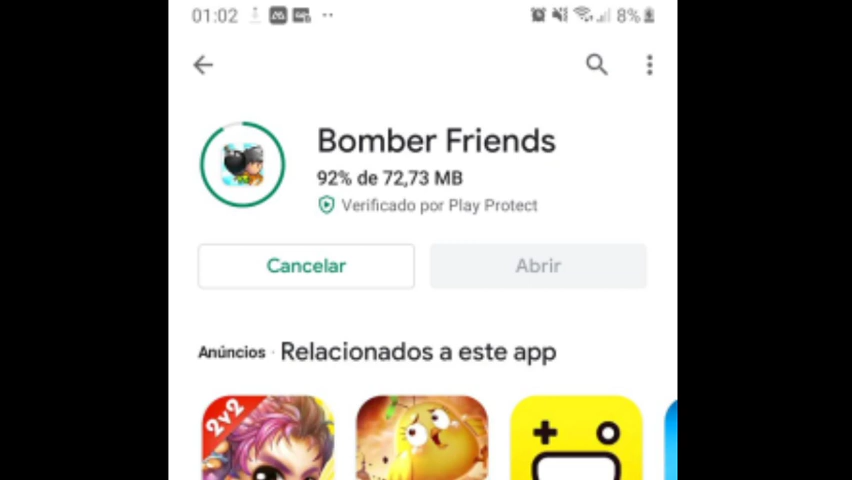 01:02 8%
Bomber Friends
92% de 72,73 MB
Verificado por Play Protect
Cancelar Abrir
Anúncios · Relacionados a este app
2v2